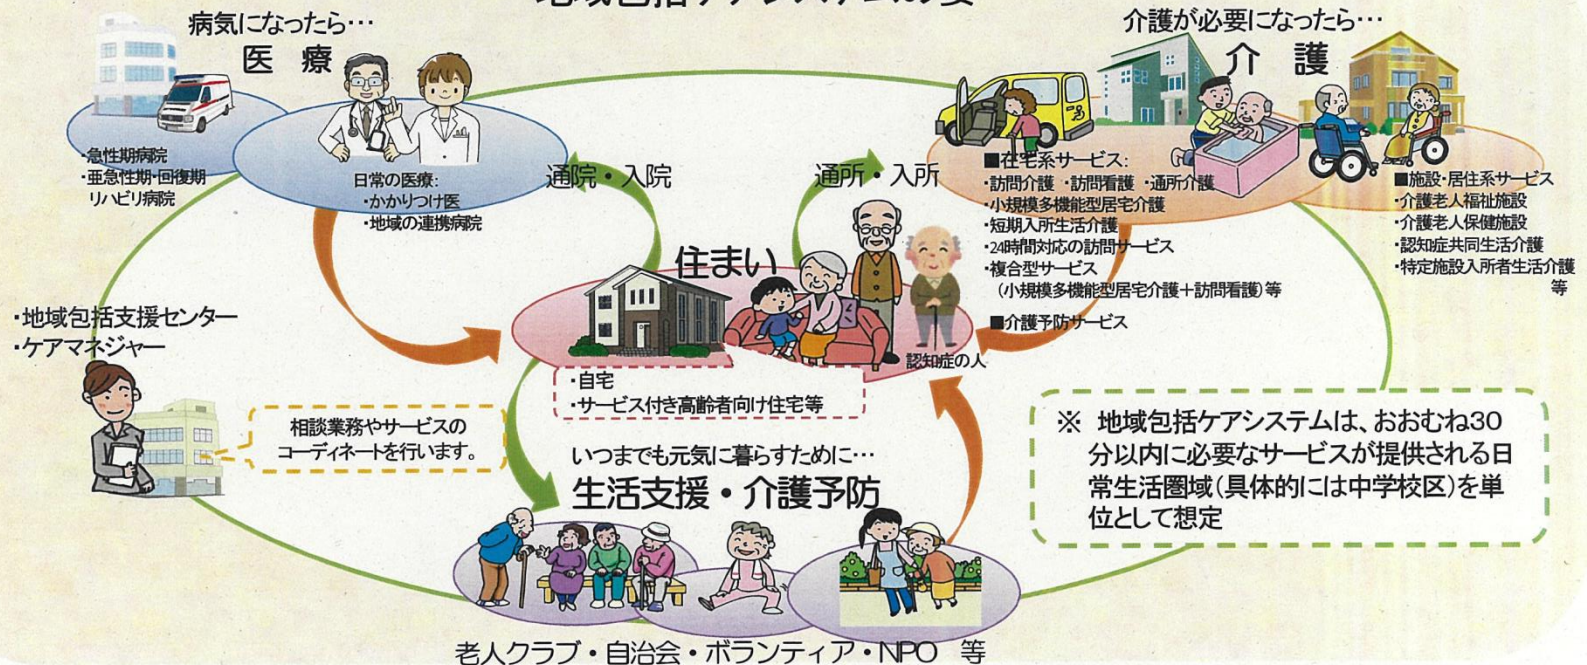 地域包括ケアシステムの姿
病気になったら…
医 療
・急性期病院
・亜急性期・回復期
リハビリ病院
日常の医療:
・かかりつけ医
・地域の連携病院
通院・入院
通所・入所
介護が必要になったら…
介 護
■在宅系サービス:
・訪問介護 ・訪問看護 ・通所介護
・小規模多機能型居宅介護
・短期入所生活介護
・24時間対応の訪問サービス
・複合型サービス
（小規模多機能型居宅介護＋訪問看護）等
■介護予防サービス
■施設・居住系サービス
・介護老人福祉施設
・介護老人保健施設
・認知症共同生活介護
・特定施設入所者生活介護
等
住まい
認知症の人
・自宅
・サービス付き高齢者向け住宅等
・地域包括支援センター
・ケアマネジャー
相談業務やサービスの
コーディネートを行います。
いつまでも元気に暮らすために…
生活支援・介護予防
老人クラブ・自治会・ボランティア・NPO 等
※ 地域包括ケアシステムは、おおむね30
分以内に必要なサービスが提供される日
常生活圏域（具体的には中学校区）を単
位として想定